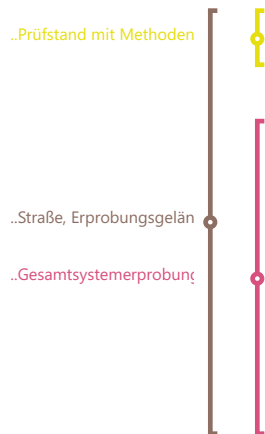 ..Prüfstand mit Methoden
..Straße, Erprobungsgelän
..Gesamtsystemerprobung